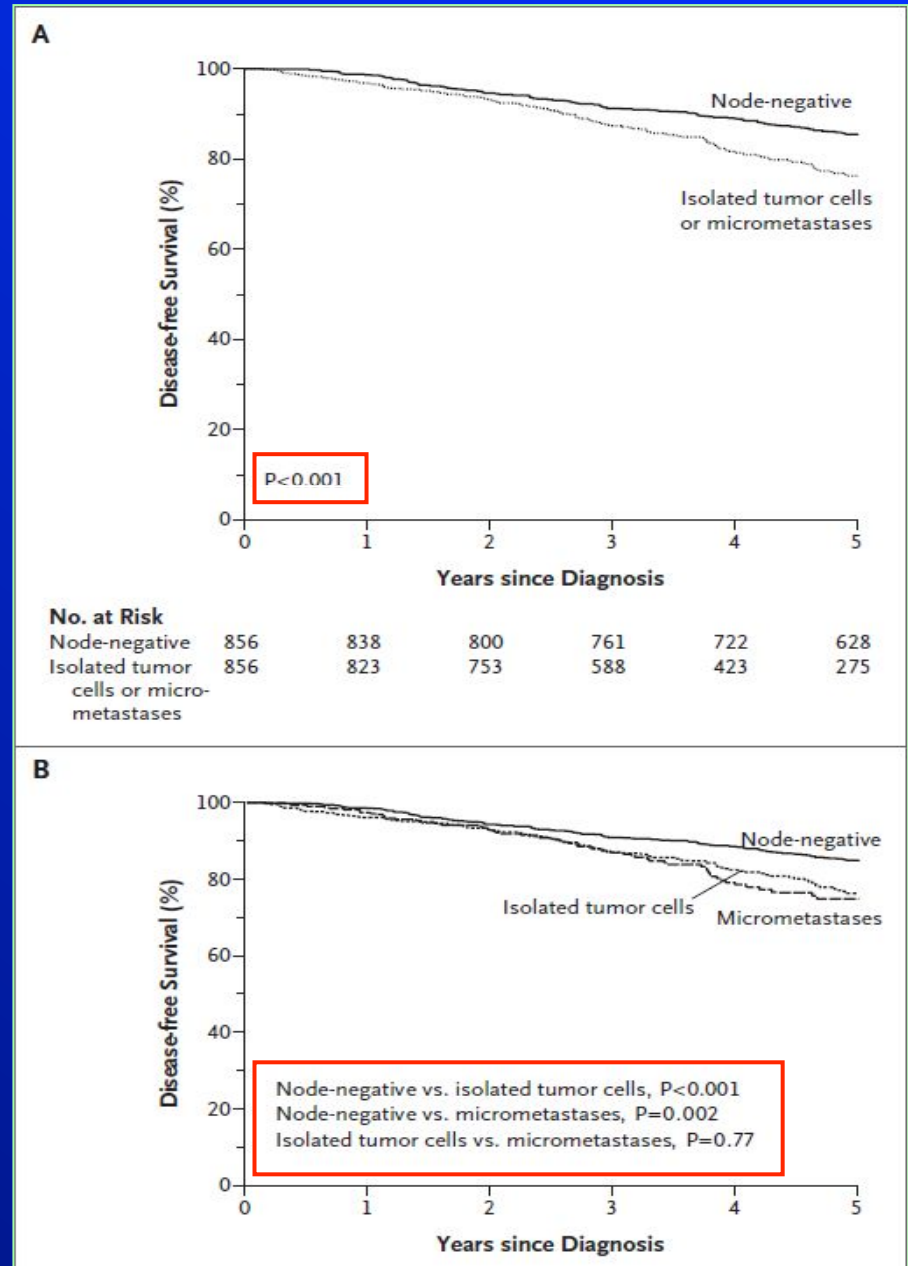 A
100
80
60
40
20
0
Disease-free Survival (%)
Node-negative
Isolated tumor cells
or micrometastases
P<0.001
0 1 2 3 4 5
Years since Diagnosis
No. at Risk
Node-negative 856 838 800 761 722 628
Isolated tumor 856 823 753 588 423 275
cells or micro-
metastases
B
100
80
60
40
20
0
Disease-free Survival (%)
Node-negative
Isolated tumor cells
Micrometastases
Node-negative vs. isolated tumor cells, P<0.001
Node-negative vs. micrometastases, P=0.002
Isolated tumor cells vs. micrometastases, P=0.77
0 1 2 3 4 5
Years since Diagnosis